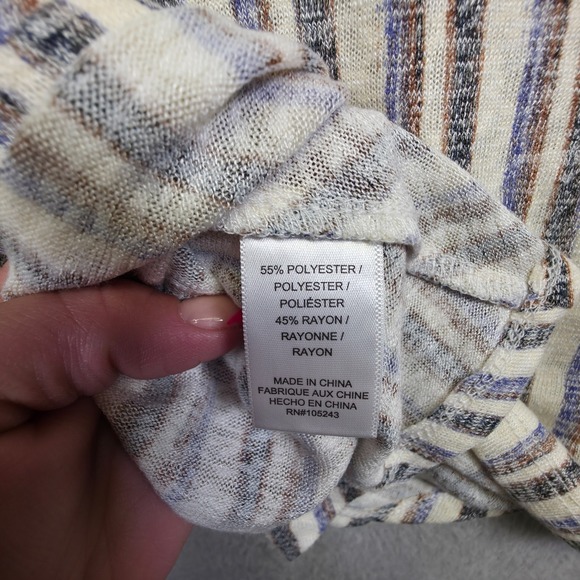 55% POLYESTER /
POLYESTER /
POLIÉSTER
45% RAYON /
RAYONNE /
RAYON
MADE IN CHINA
FABRIQUE AUX CHINE
HECHO EN CHINA
RN#105243